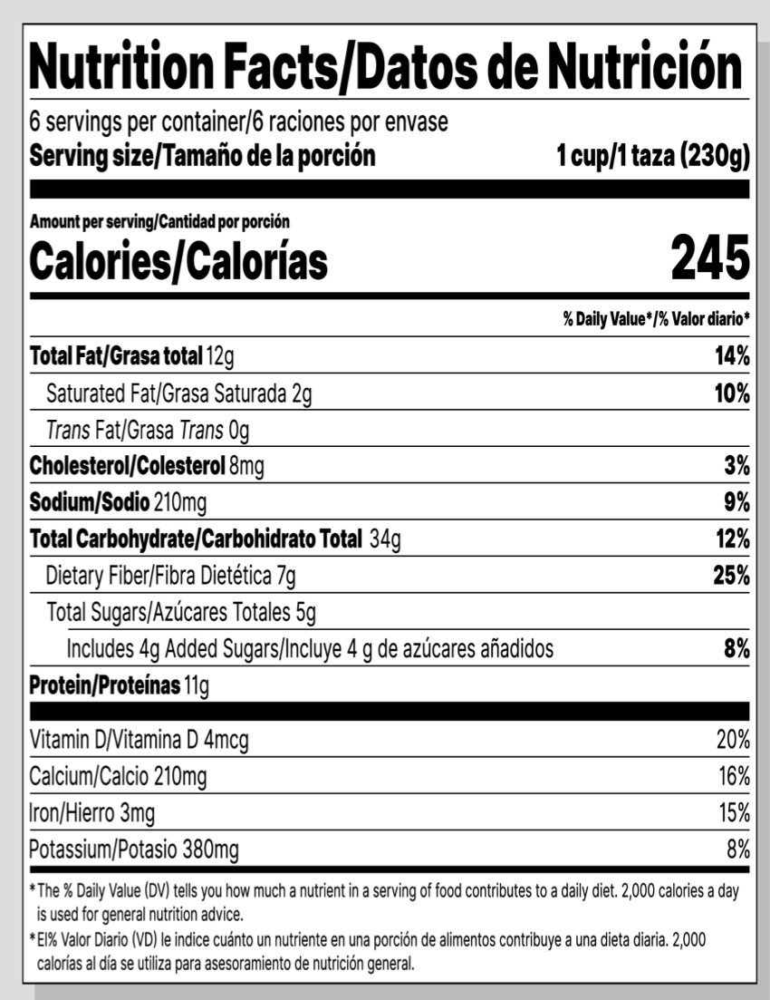 Nutrition Facts/Datos de Nutrición
6 servings per container/6 raciones por envase
Serving size/Tamaño de la porción 1 cup/1 taza (230g)
Amount per serving/Cantidad por porción
Calories/Calorías 245
% Daily Value*/% Valor diario*
Total Fat/Grasa total 12g 14%
Saturated Fat/Grasa Saturada 2g 10%
Trans Fat/Grasa Trans 0g
Cholesterol/Colesterol 8mg 3%
Sodium/Sodio 210mg 9%
Total Carbohydrate/Carbohidrato Total 34g 12%
Dietary Fiber/Fibra Dietética 7g 25%
Total Sugars/Azúcares Totales 5g
Includes 4g Added Sugars/Incluye 4 g de azúcares añadidos 8%
Protein/Proteínas 11g
Vitamin D/Vitamina D 4mcg 20%
Calcium/Calcio 210mg 16%
Iron/Hierro 3mg 15%
Potassium/Potasio 380mg 8%
* The % Daily Value (DV) tells you how much a nutrient in a serving of food contributes to a daily diet. 2,000 calories a day
is used for general nutrition advice.
* El% Valor Diario (VD) le indice cuánto un nutriente en una porción de alimentos contribuye a una dieta diaria. 2,000
calorías al día se utiliza para asesoramiento de nutrición general.